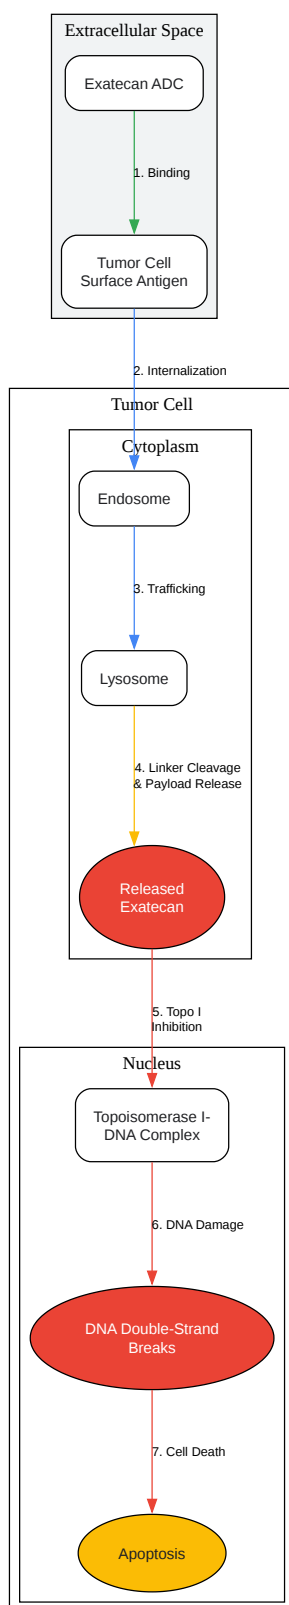 Extracellular Space
Exatecan ADC
1. Binding
Tumor Cell
Surface Antigen
2. Internalization
Tumor Cell
Cytoplasm
Endosome
3. Trafficking
Lysosome
4. Linker Cleavage
& Payload Release
Released
Exatecan
5. Topo I
Inhibition
Nucleus
Topoisomerase I-
DNA Complex
6. DNA Damage
DNA Double-Strand
Breaks
7. Cell Death
Apoptosis